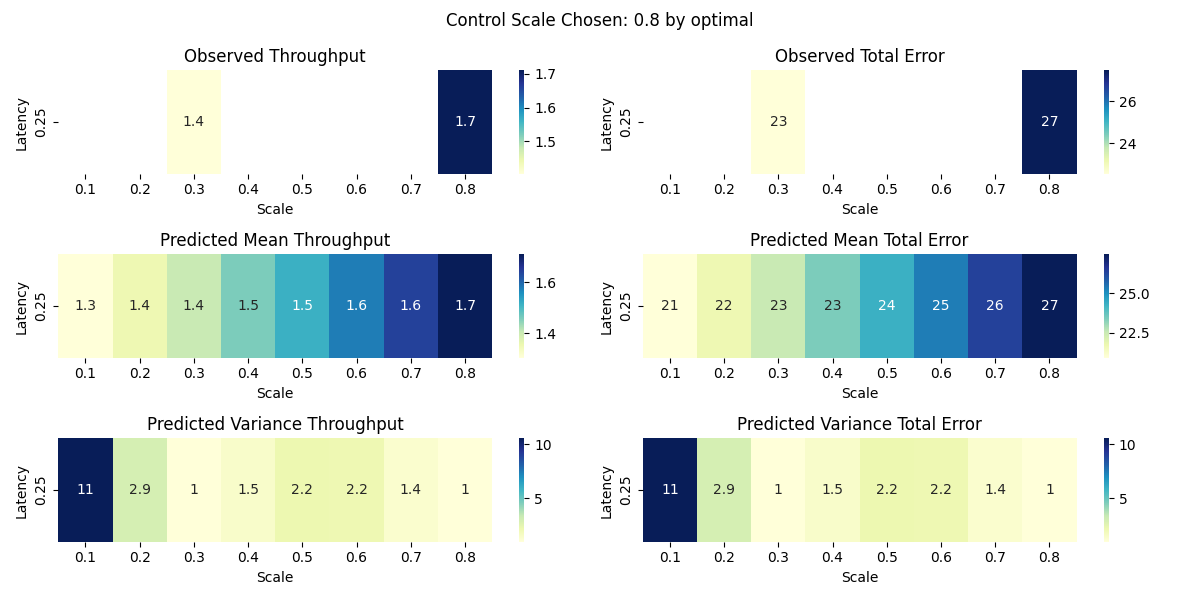 Control Scale Chosen: 0.8 by optimal
Observed Throughput
Latency
0.25
1.4
1.7
0.1 0.2 0.3 0.4 0.5 0.6 0.7 0.8
Scale
1.7
1.6
1.5
Observed Total Error
Latency
0.25
23
27
0.1 0.2 0.3 0.4 0.5 0.6 0.7 0.8
Scale
26
24
Predicted Mean Throughput
Latency
0.25
1.3 1.4 1.4 1.5 1.5 1.6 1.6 1.7
0.1 0.2 0.3 0.4 0.5 0.6 0.7 0.8
Scale
1.6
1.4
Predicted Mean Total Error
Latency
0.25
21 22 23 23 24 25 26 27
0.1 0.2 0.3 0.4 0.5 0.6 0.7 0.8
Scale
25.0
22.5
Predicted Variance Throughput
Latency
0.25
11 2.9 1 1.5 2.2 2.2 1.4 1
0.1 0.2 0.3 0.4 0.5 0.6 0.7 0.8
Scale
10
5
Predicted Variance Total Error
Latency
0.25
11 2.9 1 1.5 2.2 2.2 1.4 1
0.1 0.2 0.3 0.4 0.5 0.6 0.7 0.8
Scale
10
5